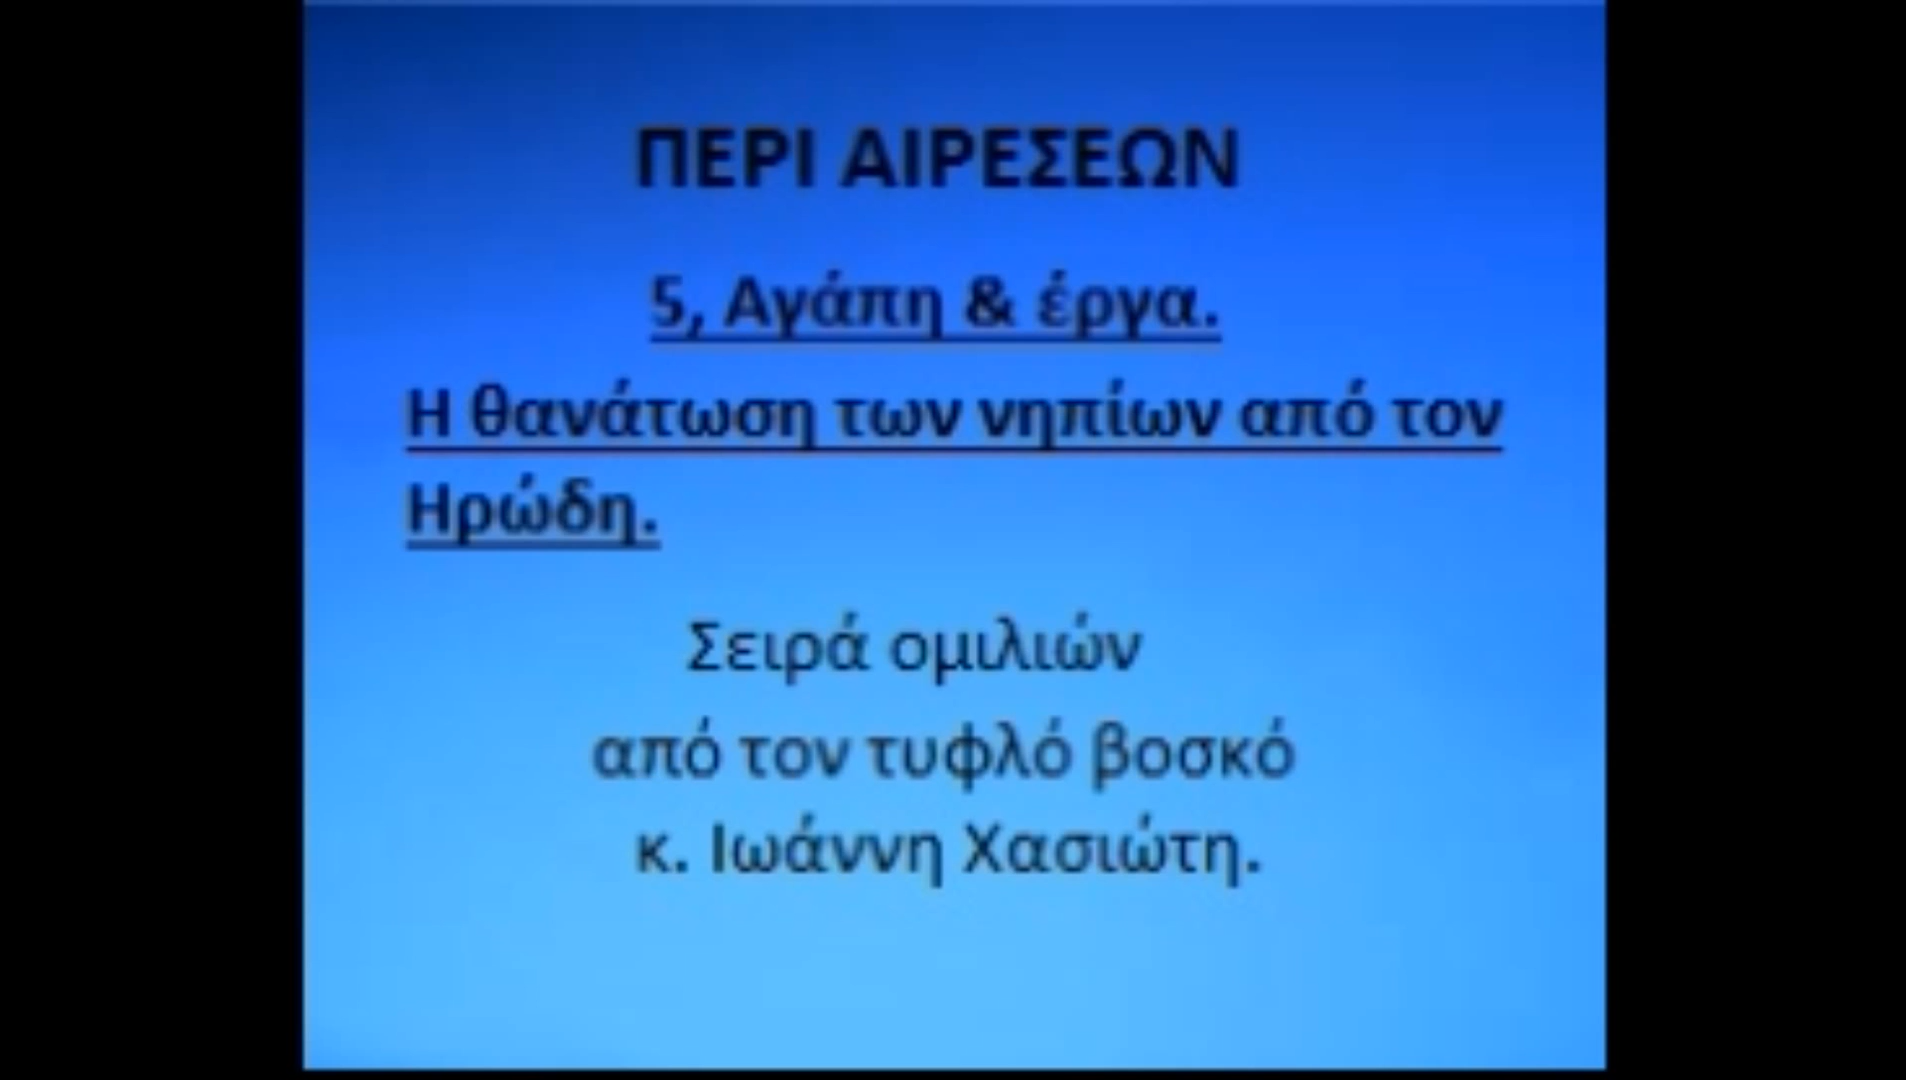 ΠΕΡΙ ΑΙΡΕΣΕΩΝ
5, Αγάπη & έργα.
Η θανάτωση των νηπίων από τον
Ηρώδη.
Σειρά ομιλιών
από τον τυφλό βοσκό
κ. Ιωάννη Χασιώτη.